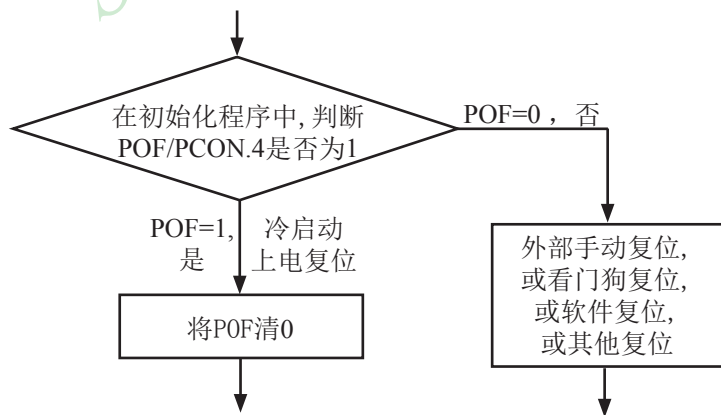 在初始化程序中,判断
POF/PCON.4是否为1
POF=0 ，否
POF=1,
是
冷启动
上电复位
将POF清0
外部手动复位,
或看门狗复位,
或软件复位,
或其他复位